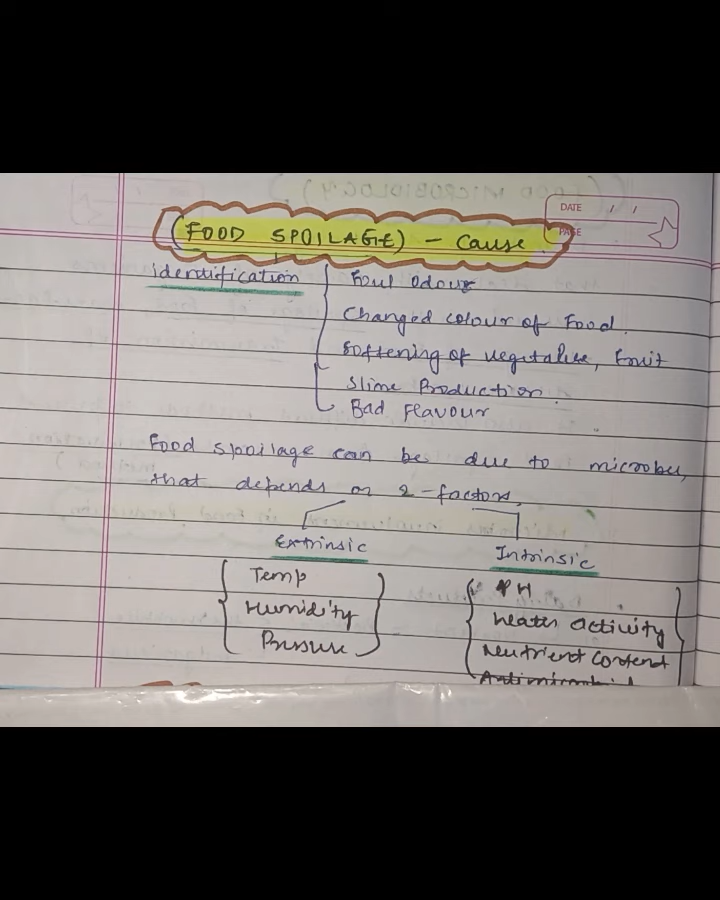 (FOOD SPOILAGE) - Cause
DATE / /
PAGE
identification
Foul Odour
Changed colour of Food.
Softening of vegetables, Fruit
Slime Production.
Bad Flavour
Food spoilage can be due to microbes,
that depends on 2-factors.
Extrinsic
Intrinsic
Temp
Humidity
Pressure
PH
Water activity
Neutrient Content